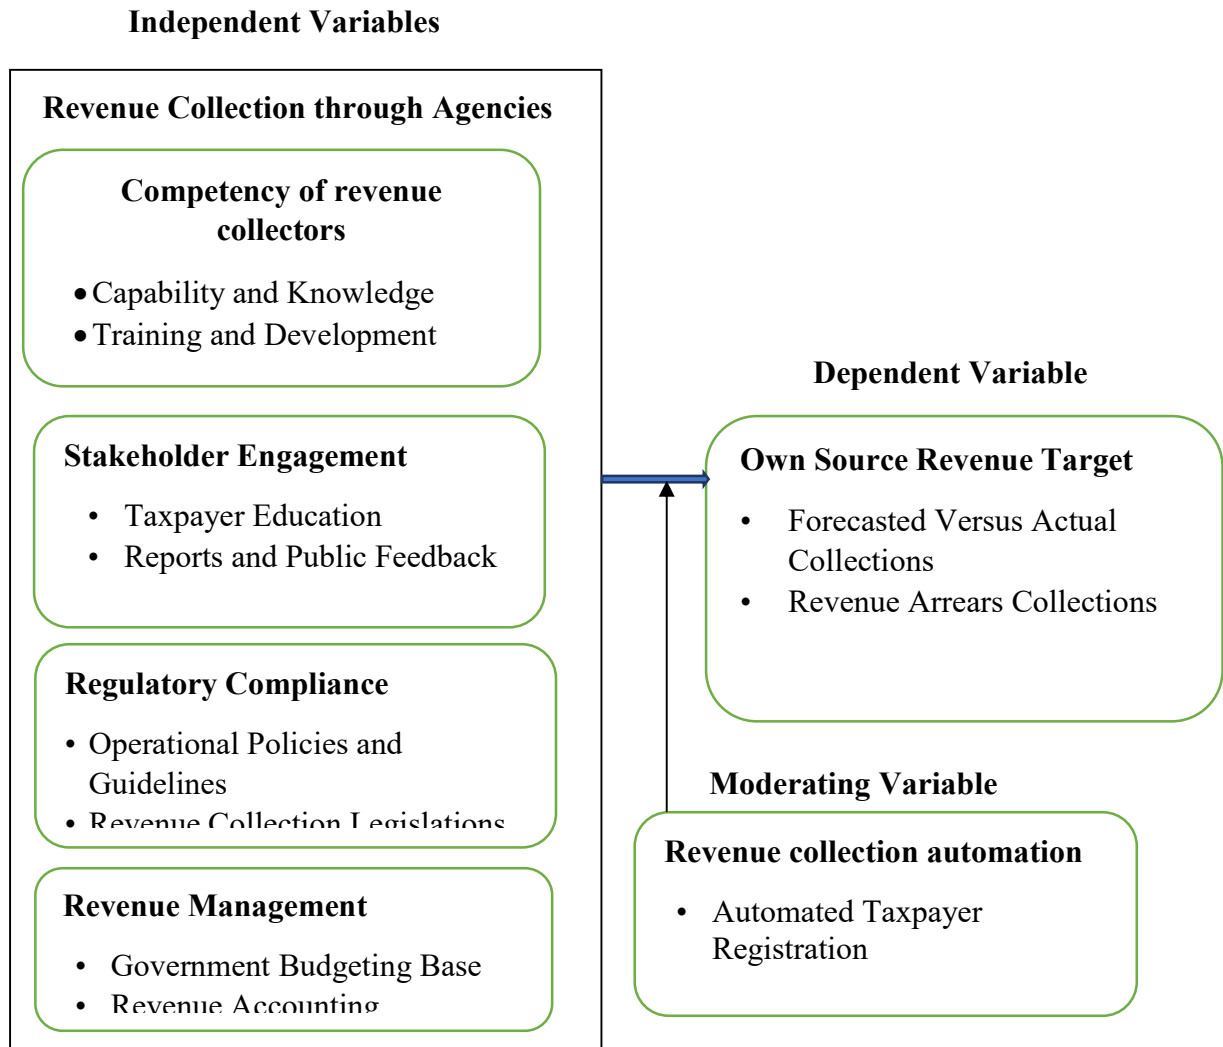 Independent Variables
Revenue Collection through Agencies
Competency of revenue
collectors
• Capability and Knowledge
• Training and Development
Stakeholder Engagement
• Taxpayer Education
• Reports and Public Feedback
Regulatory Compliance
• Operational Policies and
Guidelines
• Revenue Collection Legislations
Revenue Management
• Government Budgeting Base
• Revenue Accounting
Dependent Variable
Own Source Revenue Target
• Forecasted Versus Actual
Collections
• Revenue Arrears Collections
Moderating Variable
Revenue collection automation
• Automated Taxpayer
Registration